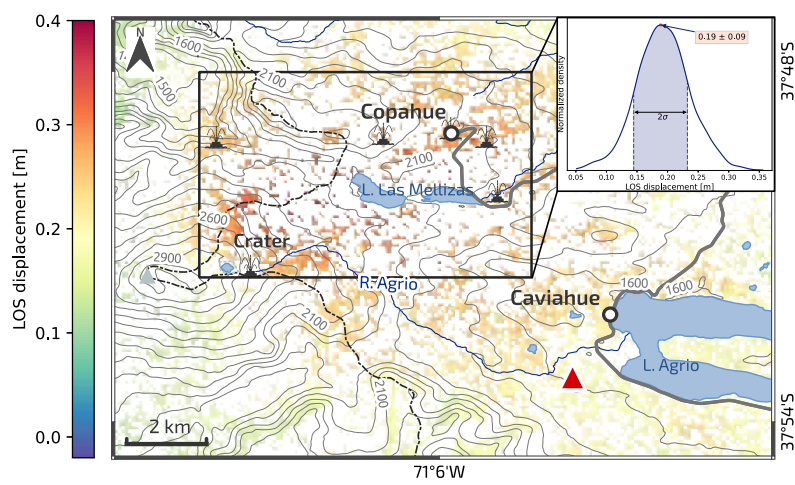 0.4
0.3
0.2
0.1
0.0
LOS displacement [m]
N
1600
1500
2100
Copahue
2100
L. Las Mellizas
2600
Crater
2900
R. Agrio
2100
Caviahue
1600
1600
L. Agrio
2100
2 km
71°6'W
37°48'S
37°54'S
Normalized density
0.19 ± 0.09
2σ
0.05 0.10 0.15 0.20 0.25 0.30 0.35
LOS displacement [m]